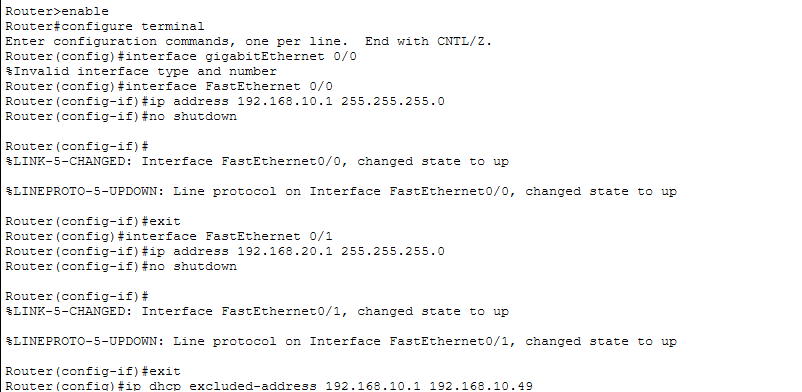 Router>enable
Router#configure terminal
Enter configuration commands, one per line.  End with CNTL/Z.
Router(config)#interface gigabitEthernet 0/0
%Invalid interface type and number
Router(config)#interface FastEthernet 0/0
Router(config-if)#ip address 192.168.10.1 255.255.255.0
Router(config-if)#no shutdown
Router(config-if)#
%LINK-5-CHANGED: Interface FastEthernet0/0, changed state to up
%LINEPROTO-5-UPDOWN: Line protocol on Interface FastEthernet0/0, changed state to up
Router(config-if)#exit
Router(config)#interface FastEthernet 0/1
Router(config-if)#ip address 192.168.20.1 255.255.255.0
Router(config-if)#no shutdown
Router(config-if)#
%LINK-5-CHANGED: Interface FastEthernet0/1, changed state to up
%LINEPROTO-5-UPDOWN: Line protocol on Interface FastEthernet0/1, changed state to up
Router(config-if)#exit
Router(config)#ip dhcp excluded-address 192.168.10.1 192.168.10.49